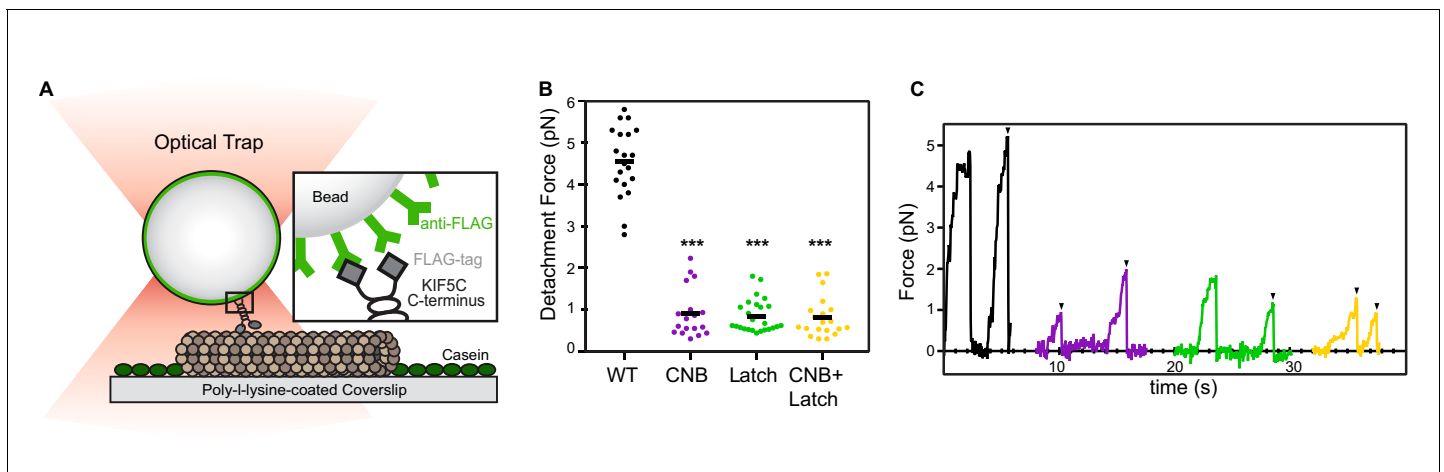 A
Optical Trap
Bead
anti-FLAG
FLAG-tag
KIF5C
C-terminus
Casein
Poly-l-lysine-coated Coverslip
B
Detachment Force (pN)
6
5
4
3
2
1
0
***
***
***
WT
CNB
Latch
CNB+
Latch
C
Force (pN)
5
4
3
2
1
0
10
20
30
time (s)